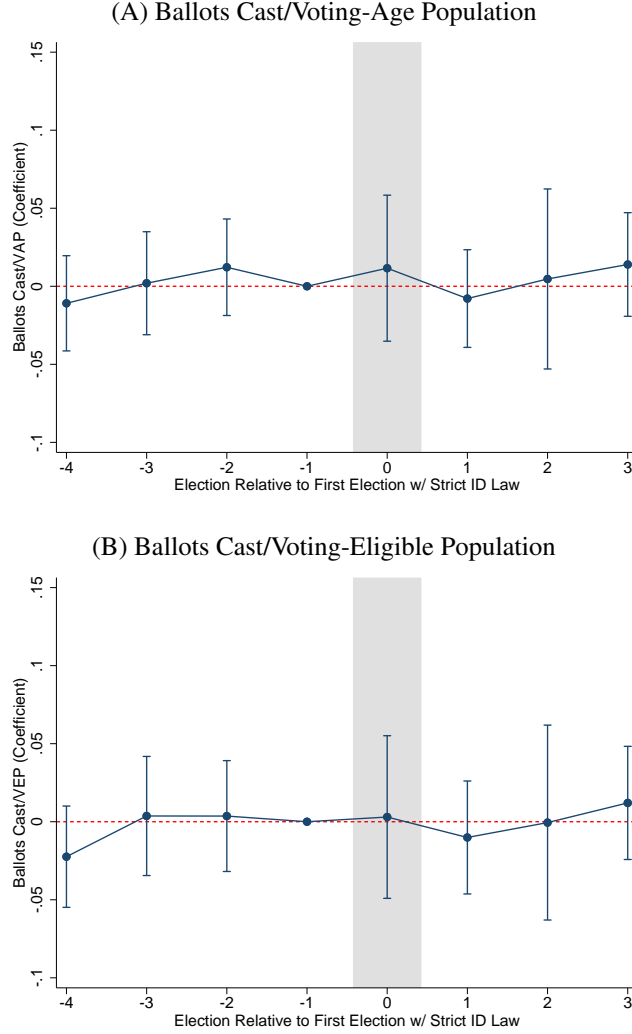 (A) Ballots Cast/Voting-Age Population
Ballots Cast/VAP (Coefficient)
.15
.1
.05
0
-.05
-.1
-4 -3 -2 -1 0 1 2 3
Election Relative to First Election w/ Strict ID Law
(B) Ballots Cast/Voting-Eligible Population
Ballots Cast/VEP (Coefficient)
.15
.1
.05
0
-.05
-.1
-4 -3 -2 -1 0 1 2 3
Election Relative to First Election w/ Strict ID Law